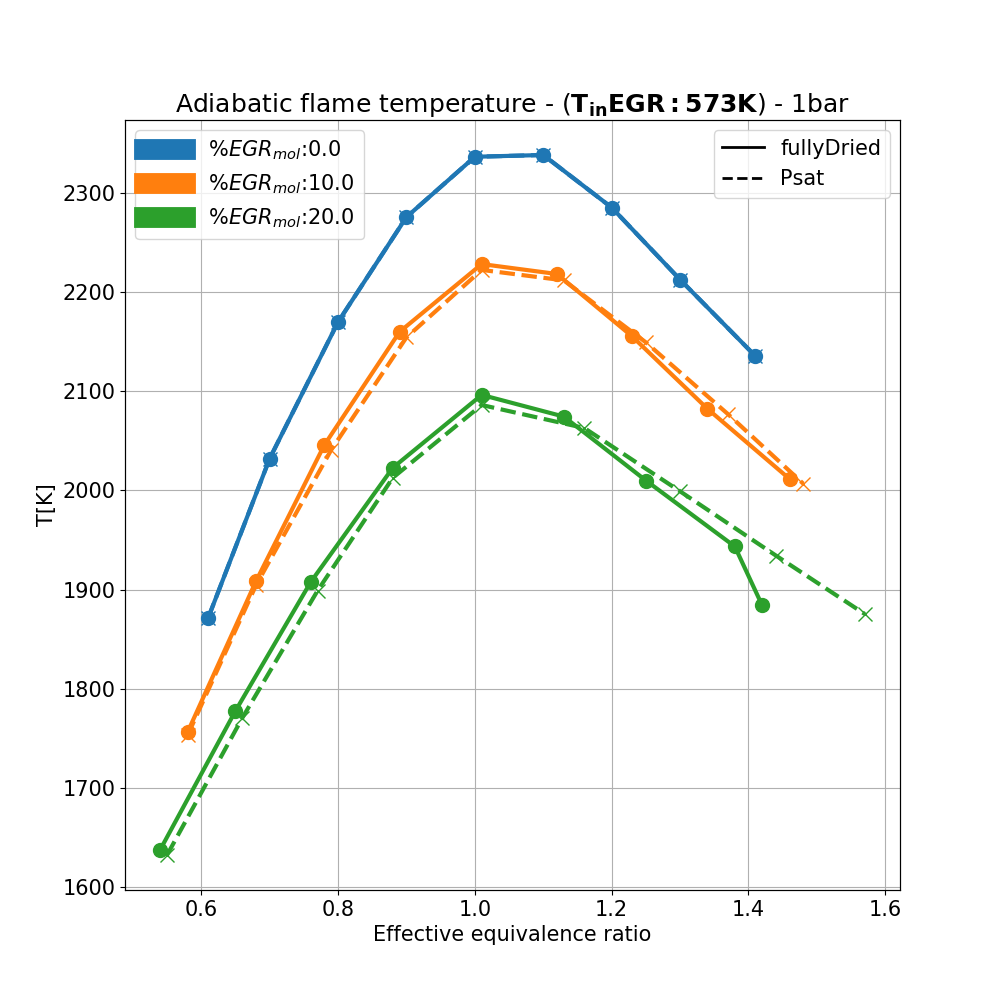 Adiabatic flame temperature - (T_in EGR : 573K) - 1bar
%EGR_mol:0.0
%EGR_mol:10.0
%EGR_mol:20.0
fullyDried
Psat
T[K]
2300
2200
2100
2000
1900
1800
1700
1600
0.6 0.8 1.0 1.2 1.4 1.6
Effective equivalence ratio